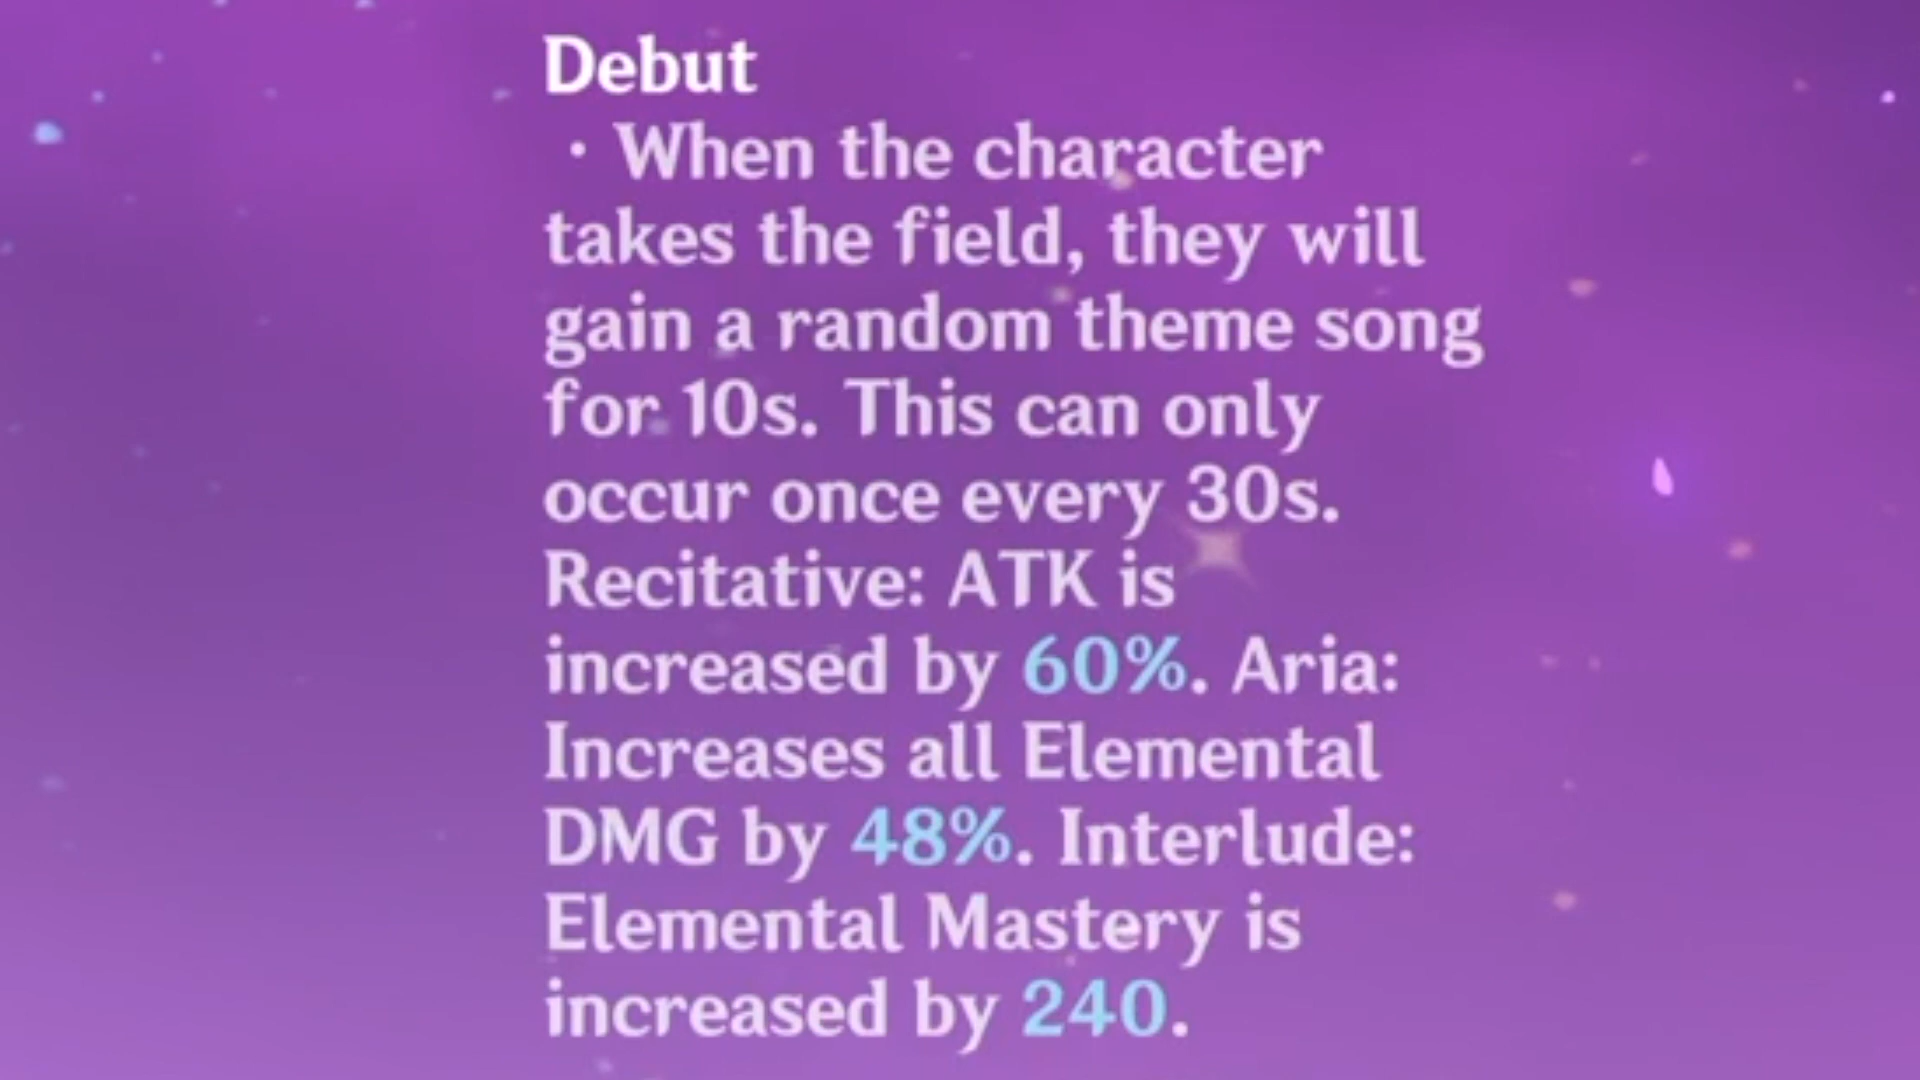 Debut
· When the character
takes the field, they will
gain a random theme song
for 10s. This can only
occur once every 30s.
Recitative: ATK is
increased by 60%. Aria:
Increases all Elemental
DMG by 48%. Interlude:
Elemental Mastery is
increased by 240.